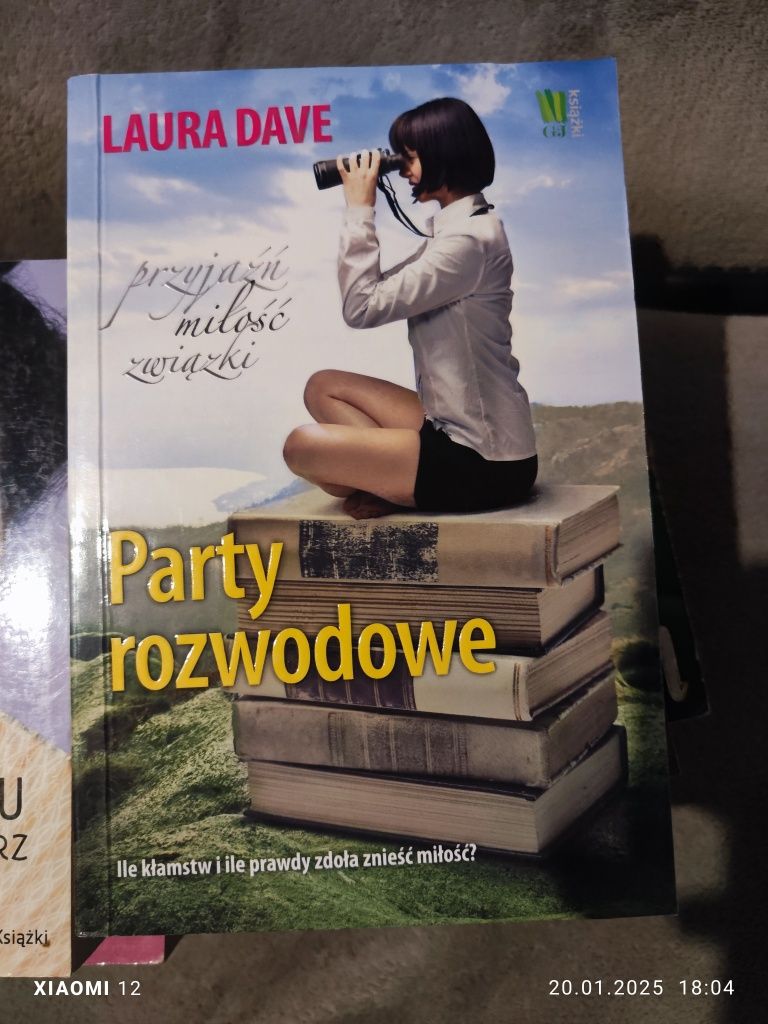 LAURA DAVE
G+J
książki
przyjaźń
miłość
związki
Party
rozwodowe
Ile kłamstw i ile prawdy zdoła znieść miłość?
U
RZ
Książki
XIAOMI 12
20.01.2025 18:04